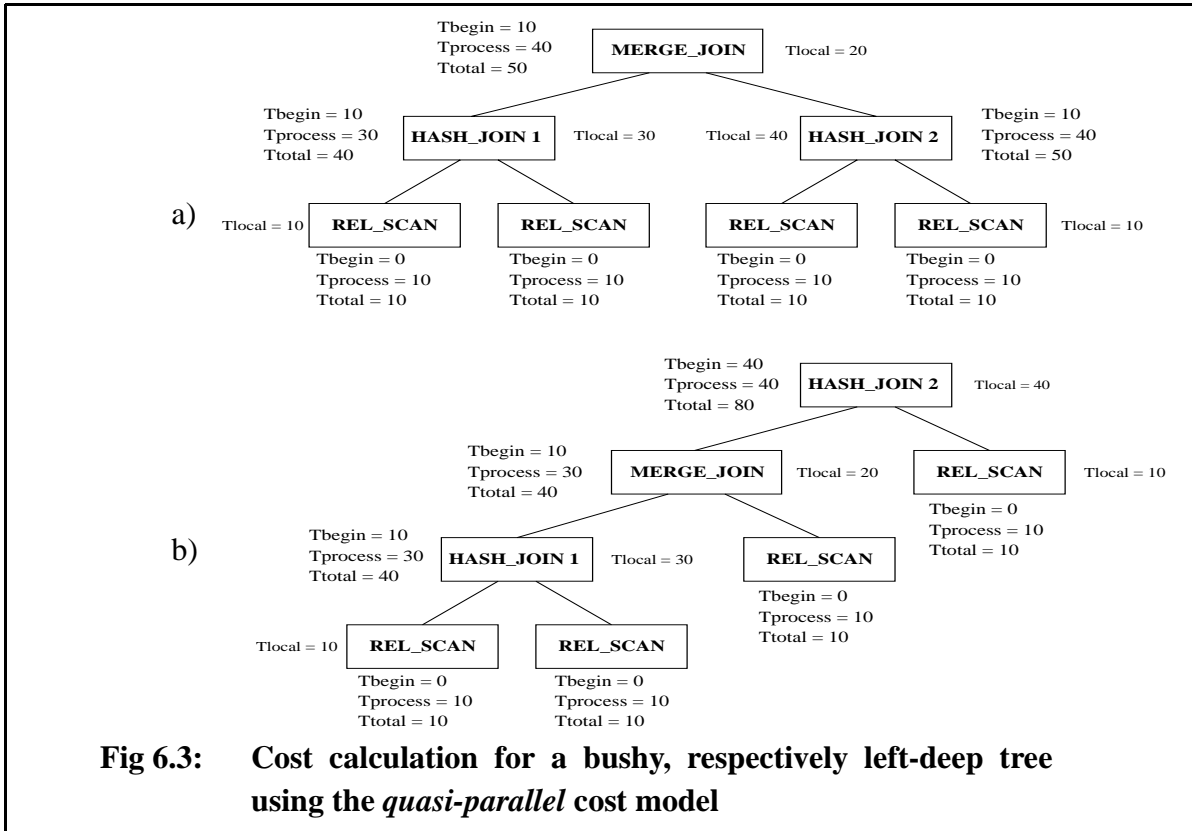 Tbegin = 10
Tprocess = 40
Ttotal = 50
MERGE_JOIN
Tlocal = 20
Tbegin = 10
Tprocess = 30
Ttotal = 40
HASH_JOIN 1
Tlocal = 30
Tlocal = 40
HASH_JOIN 2
Tbegin = 10
Tprocess = 40
Ttotal = 50
a)
Tlocal = 10
REL_SCAN
REL_SCAN
REL_SCAN
REL_SCAN
Tlocal = 10
Tbegin = 0
Tprocess = 10
Ttotal = 10
Tbegin = 0
Tprocess = 10
Ttotal = 10
Tbegin = 0
Tprocess = 10
Ttotal = 10
Tbegin = 0
Tprocess = 10
Ttotal = 10
Tbegin = 40
Tprocess = 40
Ttotal = 80
HASH_JOIN 2
Tlocal = 40
Tbegin = 10
Tprocess = 30
Ttotal = 40
MERGE_JOIN
Tlocal = 20
REL_SCAN
Tlocal = 10
Tbegin = 0
Tprocess = 10
Ttotal = 10
b)
Tbegin = 10
Tprocess = 30
Ttotal = 40
HASH_JOIN 1
Tlocal = 30
REL_SCAN
Tbegin = 0
Tprocess = 10
Ttotal = 10
Tlocal = 10
REL_SCAN
REL_SCAN
Tbegin = 0
Tprocess = 10
Ttotal = 10
Tbegin = 0
Tprocess = 10
Ttotal = 10
Fig 6.3: Cost calculation for a bushy, respectively left-deep tree
using the quasi-parallel cost model